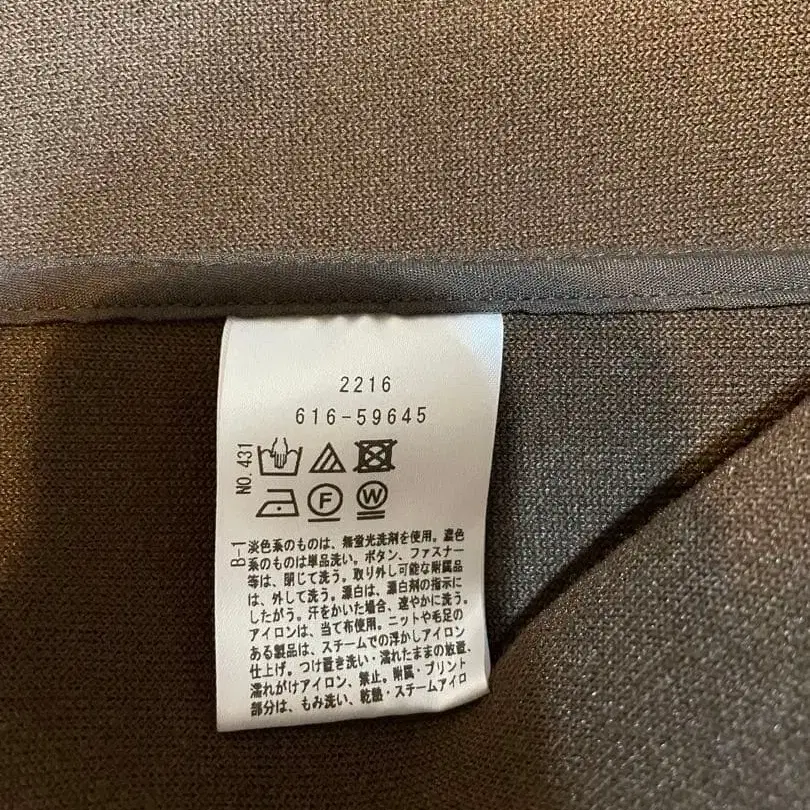 2216
616-59645
NO.431
F W
B-1
淡色系のものは、無蛍光洗剤を使用。濃色
系のものは単品洗い。ボタン、ファスナー
等は、閉じて洗う。取り外し可能な附属品
は、外して洗う。漂白は、漂白剤の指示に
したがう。汗をかいた場合、速やかに洗う。
アイロンは、当て布使用。ニットや毛足の
ある製品は、スチームでの浮かしアイロン
仕上げ。つけ置き洗い・濡れたままの放置、
濡れがけアイロン、禁止。附属・プリント
部分は、もみ洗い、乾熱・スチームアイロ